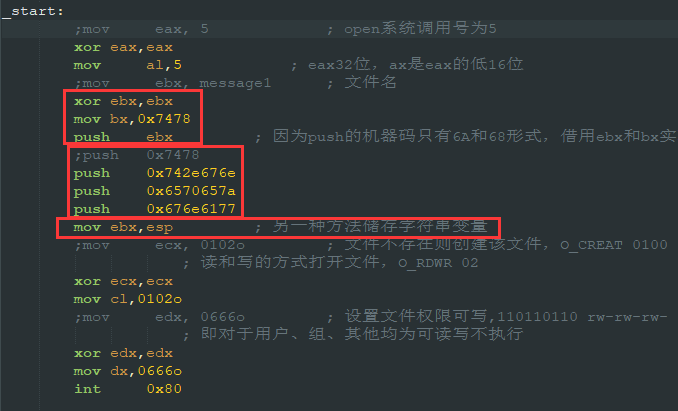 _start:
;mov eax, 5 ; open系统调用号为5
xor eax,eax
mov al,5 ; eax32位，ax是eax的低16位
;mov ebx, message1 ; 文件名
xor ebx,ebx
mov bx,0x7478
push ebx ; 因为push的机器码只有6A和68形式，借用ebx和bx实
;push 0x7478
push 0x742e676e
push 0x6570657a
push 0x676e6177
mov ebx,esp ; 另一种方法储存字符串变量
;mov ecx, 0102o ; 文件不存在则创建该文件，O_CREAT 0100
; 读和写的方式打开文件，O_RDWR 02
xor ecx,ecx
mov cl,0102o
;mov edx, 0666o ; 设置文件权限可写,110110110 rw-rw-rw-
; 即对于用户、组、其他均为可读写不执行
xor edx,edx
mov dx,0666o
int 0x80